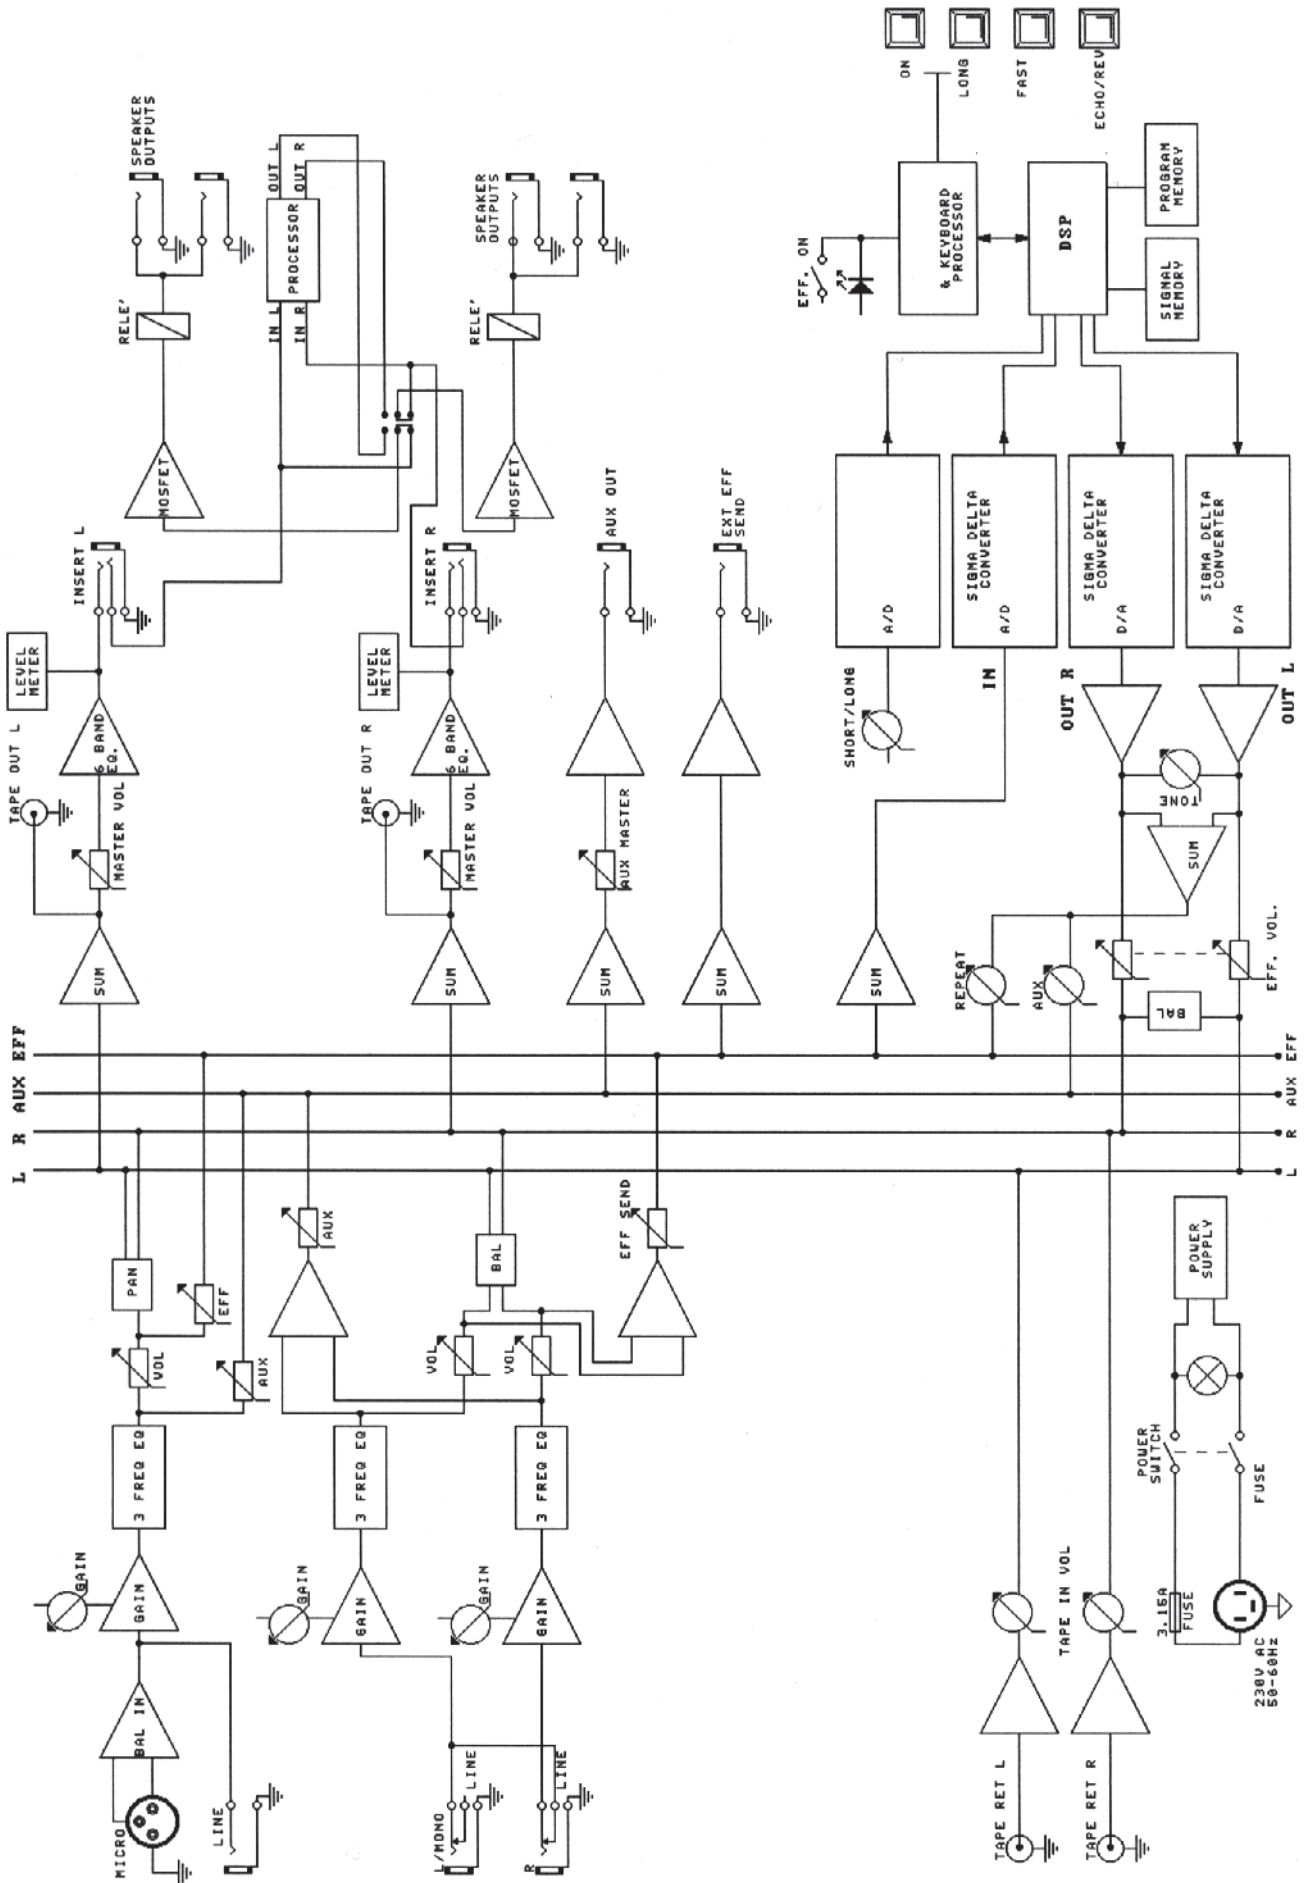 MICRO
BAL IN
LINE
GAIN
GAIN
3 FREQ EQ
VOL
AUX
PAN
EFF
L/MONO
LINE
R
LINE
GAIN
GAIN
GAIN
GAIN
3 FREQ EQ
3 FREQ EQ
VOL
VOL
AUX
BAL
EFF SEND
TAPE RET L
TAPE RET R
TAPE IN VOL
230V AC
50-60Hz
3.15A
FUSE
FUSE
POWER
SWITCH
POWER
SUPPLY
L
R
AUX
EFF
L
R
AUX
EFF
SUM
TAPE OUT L
MASTER VOL
6 BAND
EQ.
LEVEL
METER
INSERT L
MOSFET
RELE'
SPEAKER
OUTPUTS
SUM
TAPE OUT R
MASTER VOL
6 BAND
EQ.
LEVEL
METER
INSERT R
MOSFET
RELE'
SPEAKER
OUTPUTS
IN L
IN R
PROCESSOR
OUT L
OUT R
SUM
AUX MASTER
AUX OUT
SUM
EXT EFF
SEND
SUM
REPEAT
AUX
BAL
EFF. VOL.
SUM
TONE
SHORT/LONG
IN
OUT R
OUT L
A/D
A/D
SIGMA DELTA
CONVERTER
D/A
SIGMA DELTA
CONVERTER
D/A
SIGMA DELTA
CONVERTER
EFF. ON
& KEYBOARD
PROCESSOR
DSP
SIGNAL
MEMORY
PROGRAM
MEMORY
ON
LONG
FAST
ECHO/REV